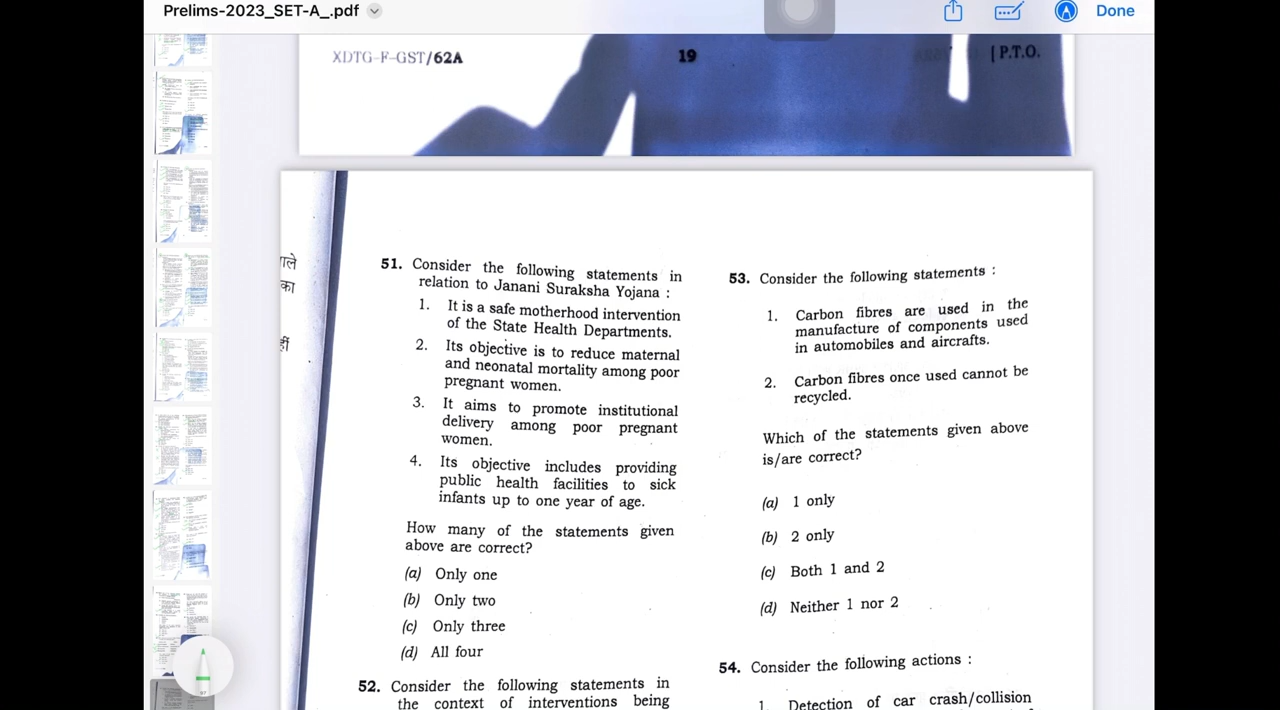 Prelims-2023_SET-A_.pdf
Done
XDTG-F-GST/62A
19
[ P.T.O.
गले
का
में
51. Consider the following statements in
relation to Janani Suraksha Yojana :
1. It is a safe motherhood intervention
of the State Health Departments.
2. Its objective is to reduce maternal
and neonatal mortality among poor
pregnant women.
3. It aims to promote institutional
delivery among poor pregnant
women.
4. Its objective includes providing
public health facilities to sick
infants up to one year of age.
How many of the statements given
above are correct?
(a) Only one
(b) Only two
(c) Only three
(d) All four
52. Consider the following statements in
the context of interventions being
53. Consider the following statements :
1. Carbon fibres are used in the
manufacture of components used
in automobiles and aircrafts.
2. Carbon fibres once used cannot be
recycled.
Which of the statements given above
is/are correct?
(a) 1 only
(b) 2 only
(c) Both 1 and 2
(d) Neither 1 nor 2
54. Consider the following actions :
1. Detection of car crash/collision